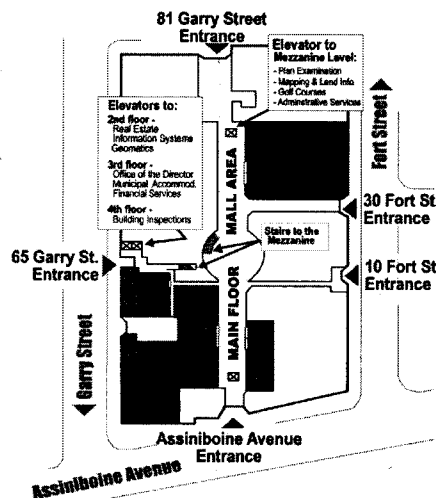 81 Garry Street
Entrance
Elevator to
Mezzanine Level:
- Plan Examination
- Mapping & Land Info
- Golf Courses
- Adminstrative Services
Elevators to:
2nd floor -
Real Estate
Information Systems
Geomatics
3rd floor -
Office of the Director
Municipal Accommod.
Financial Services
4th floor -
Building Inspections
Fort Street
MALL AREA
30 Fort St
Entrance
Stairs to the
Mezzanine
65 Garry St.
Entrance
10 Fort St
Entrance
MAIN FLOOR
Garry Street
Assiniboine Avenue
Entrance
Assiniboine Avenue